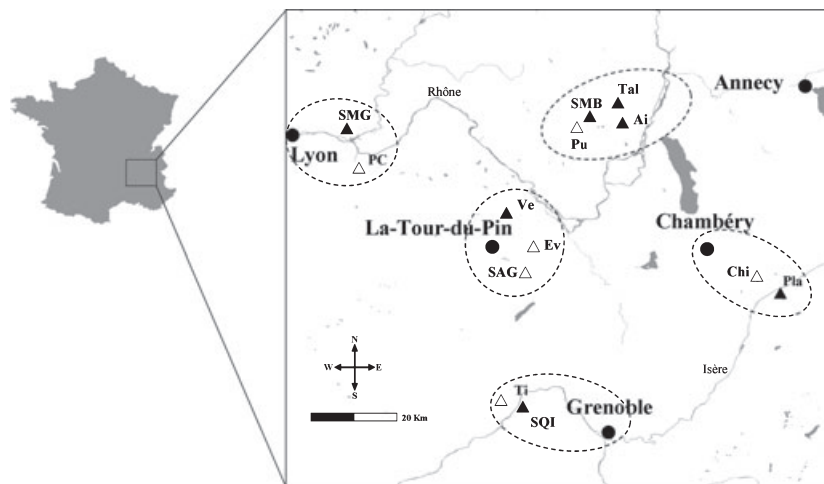 Annecy
Rhône
Tal
SMG
SMB
Ai
Lyon
Pu
PC
Ve
La-Tour-du-Pin
Chambéry
Ev
SAG
Chi
Pla
N
W E
S
Isère
Ti
Grenoble
20 Km
SQI